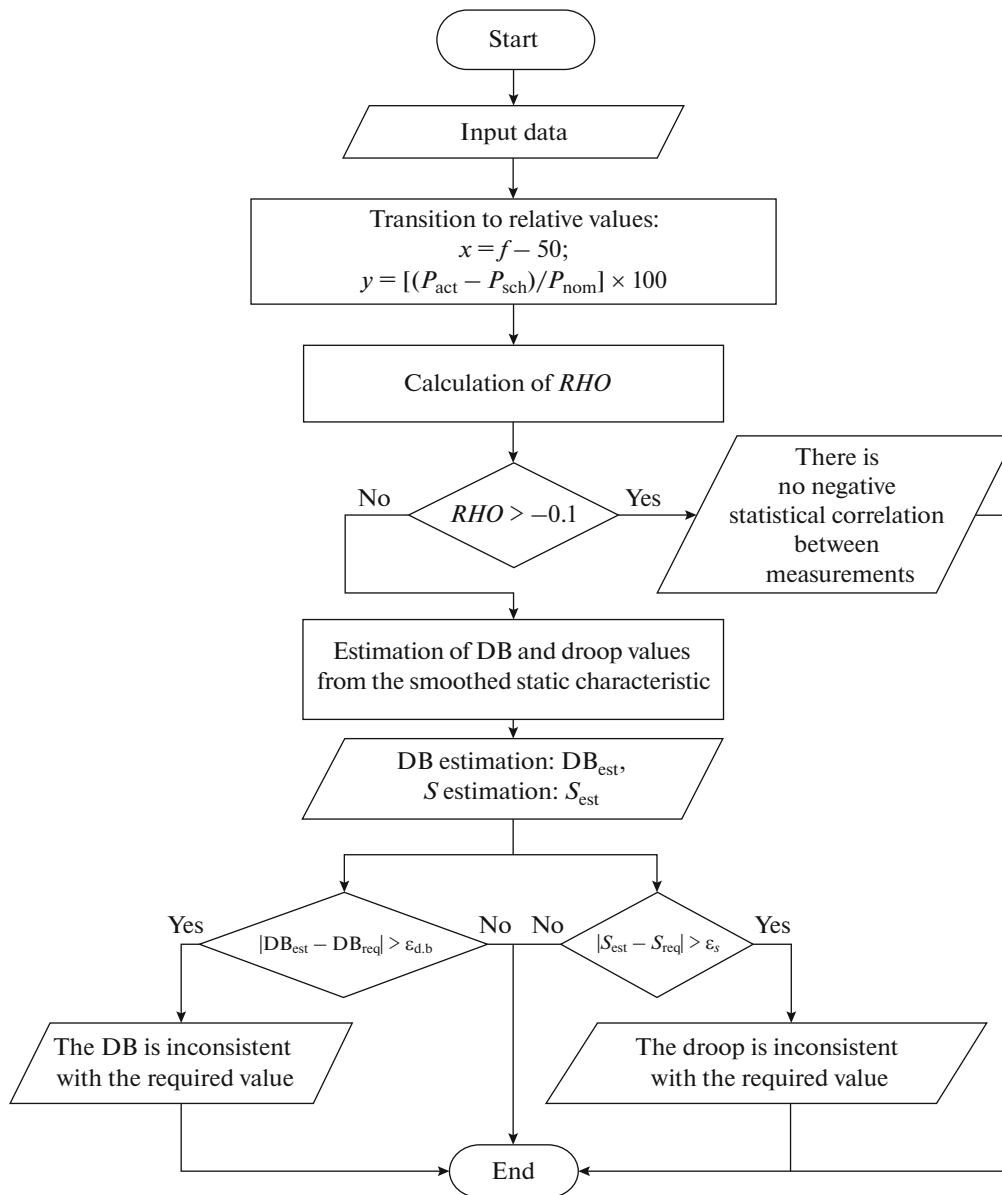 Start
Input data
Transition to relative values:
x = f − 50;
y = [(P_act − P_sch)/P_nom] × 100
Calculation of RHO
No
RHO > −0.1
Yes
There is
no negative
statistical correlation
between
measurements
Estimation of DB and droop values
from the smoothed static characteristic
DB estimation: DB_est,
S estimation: S_est
Yes
|DB_est − DB_req| > ε_d.b
No
No
|S_est − S_req| > ε_s
Yes
The DB is inconsistent
with the required value
The droop is inconsistent
with the required value
End